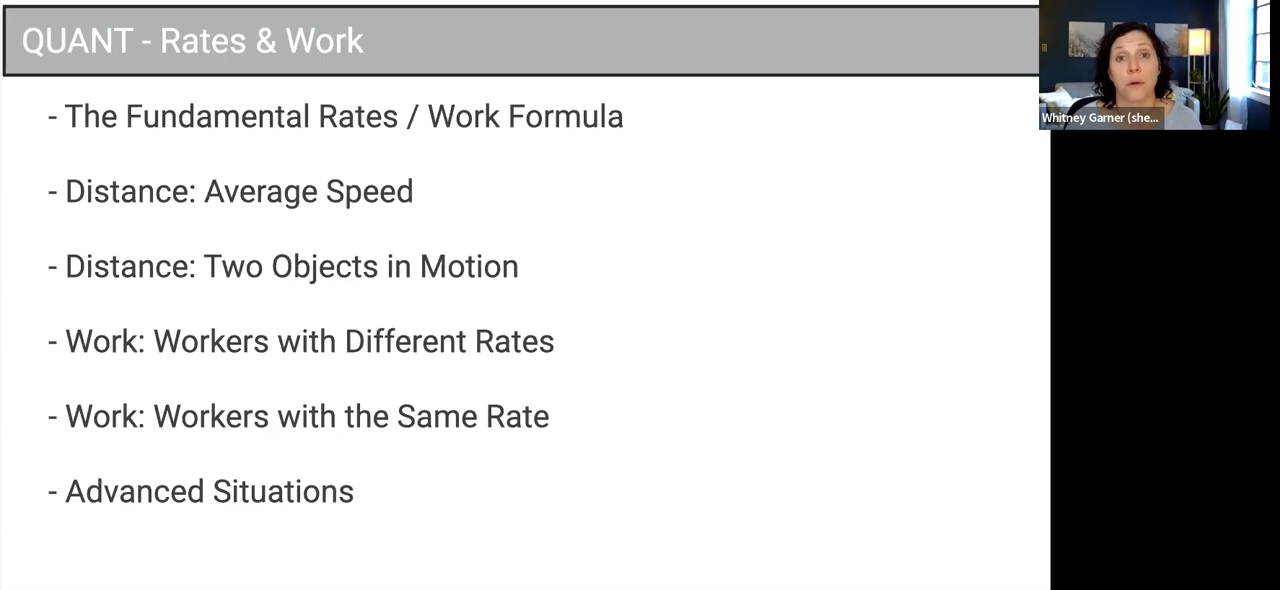 QUANT - Rates & Work
Whitney Garner (she...
- The Fundamental Rates / Work Formula
- Distance: Average Speed
- Distance: Two Objects in Motion
- Work: Workers with Different Rates
- Work: Workers with the Same Rate
- Advanced Situations